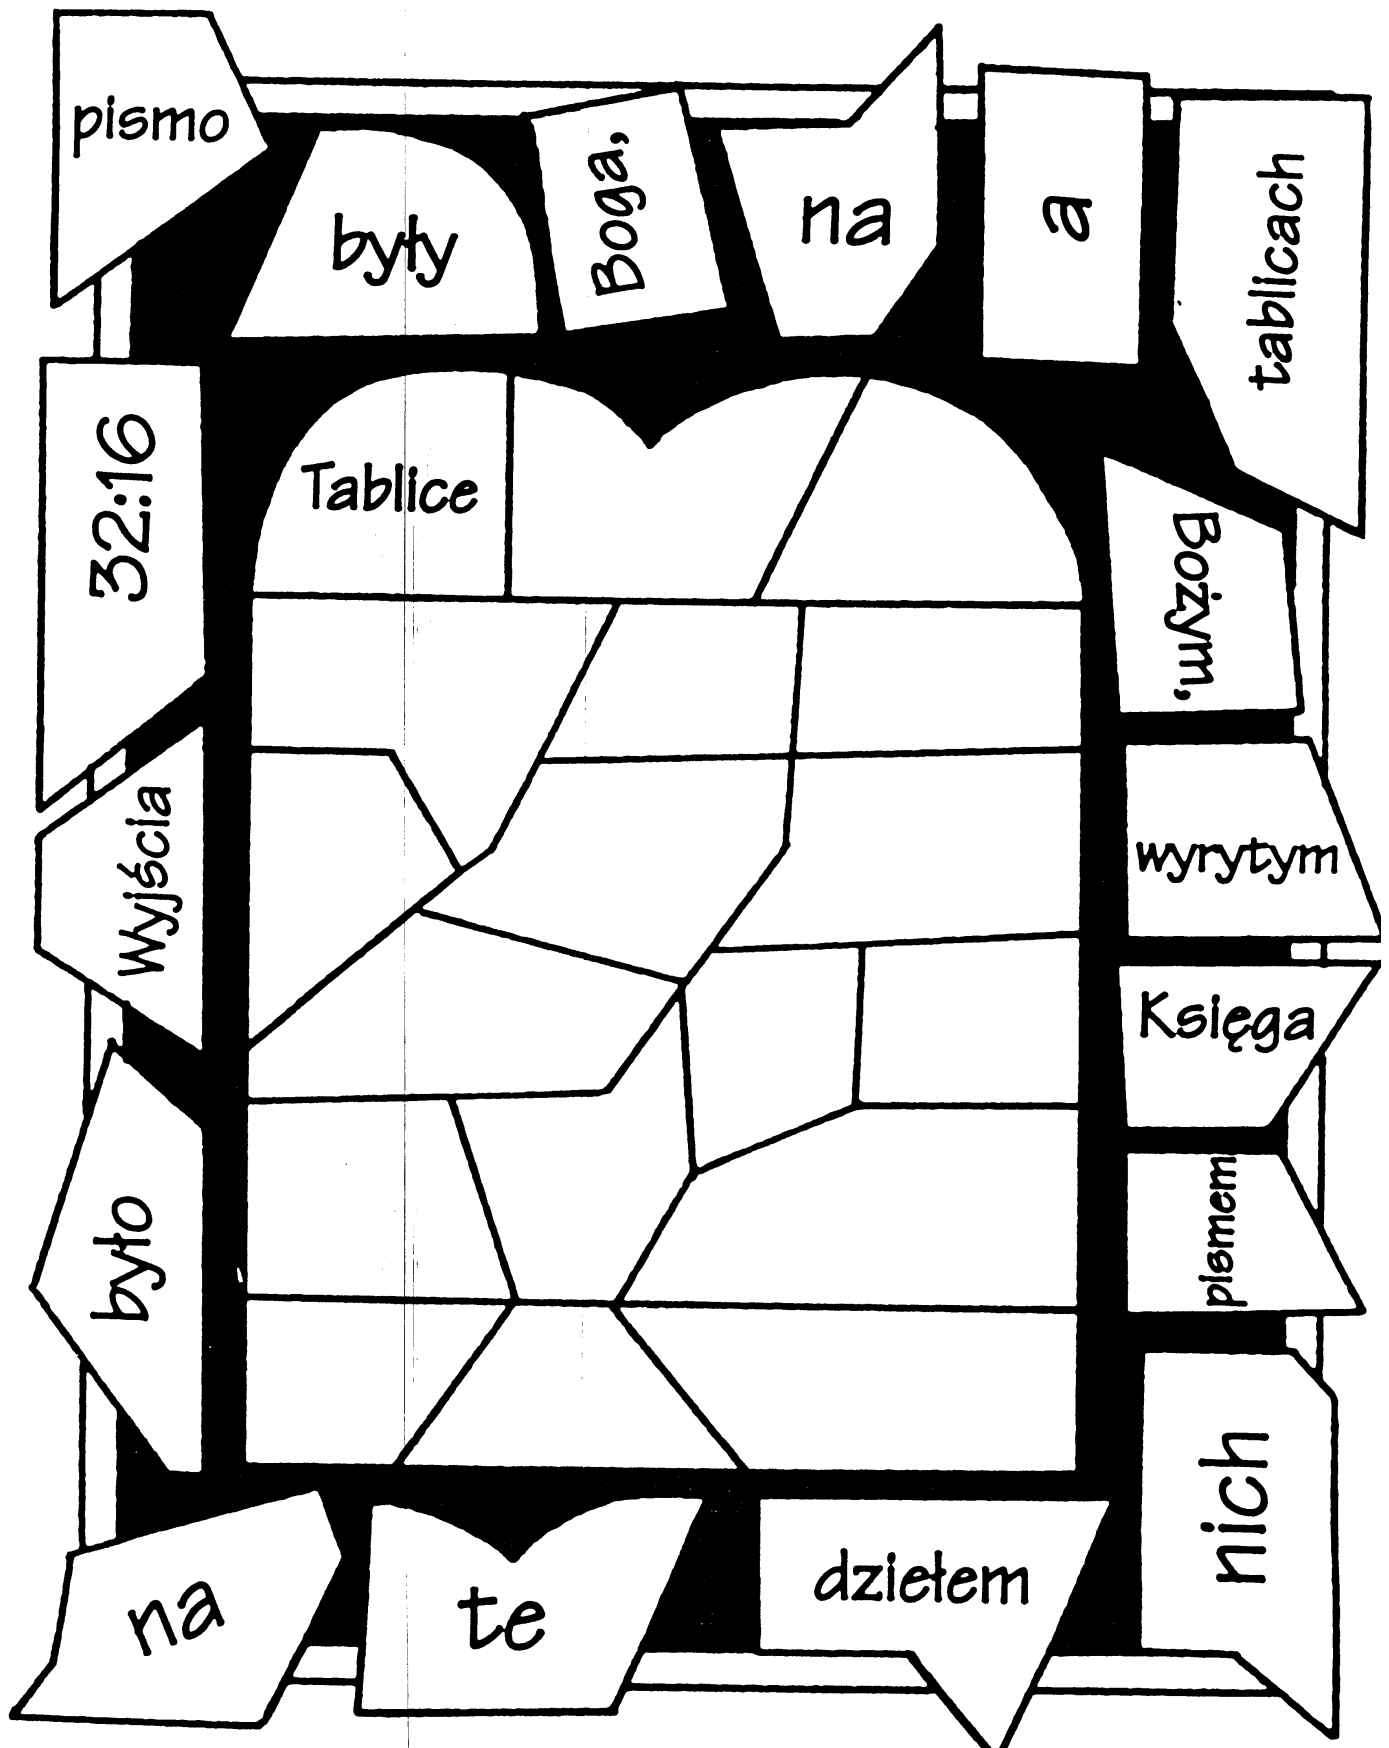 pismo
były
Boga,
na
a
tablicach
32:16
Tablice
Bożym,
Wyjścia
wyrytym
Księga
było
pismem
nich
na
te
dziełem